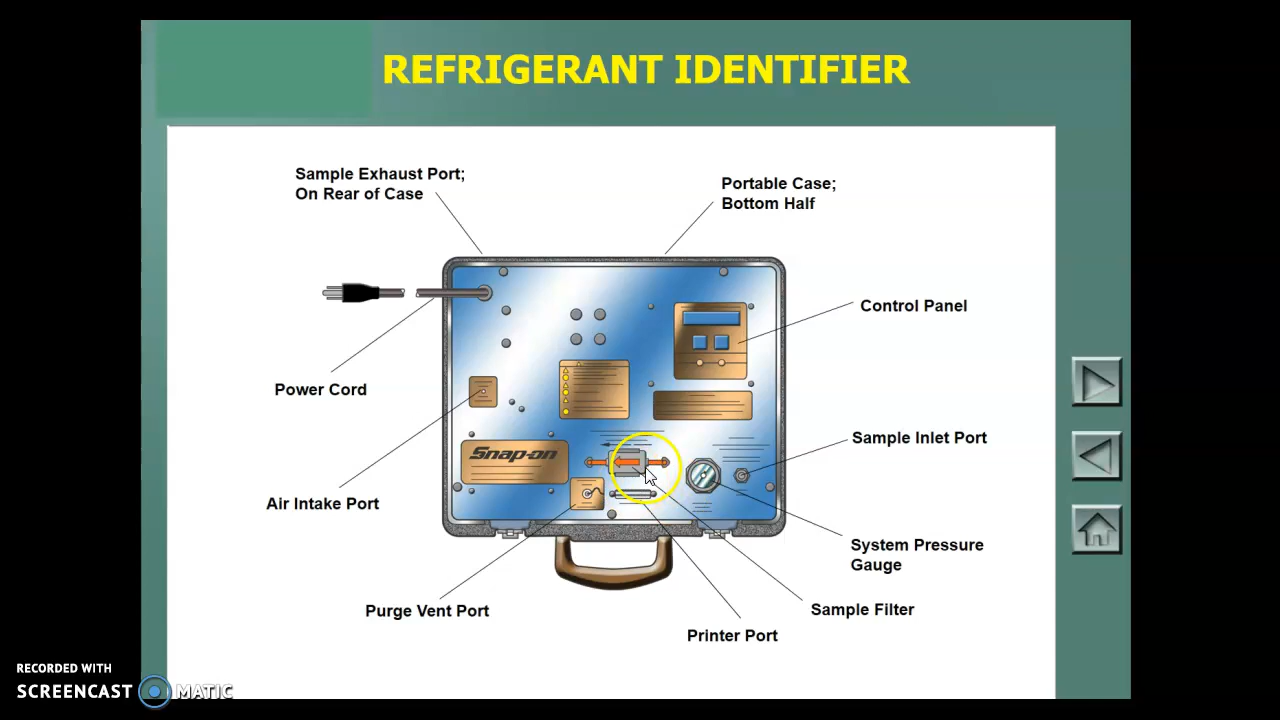 REFRIGERANT IDENTIFIER
Sample Exhaust Port;
On Rear of Case
Portable Case;
Bottom Half
Control Panel
Power Cord
Sample Inlet Port
Snap-on
Air Intake Port
System Pressure
Gauge
Purge Vent Port
Sample Filter
Printer Port
RECORDED WITH
SCREENCAST MATIC